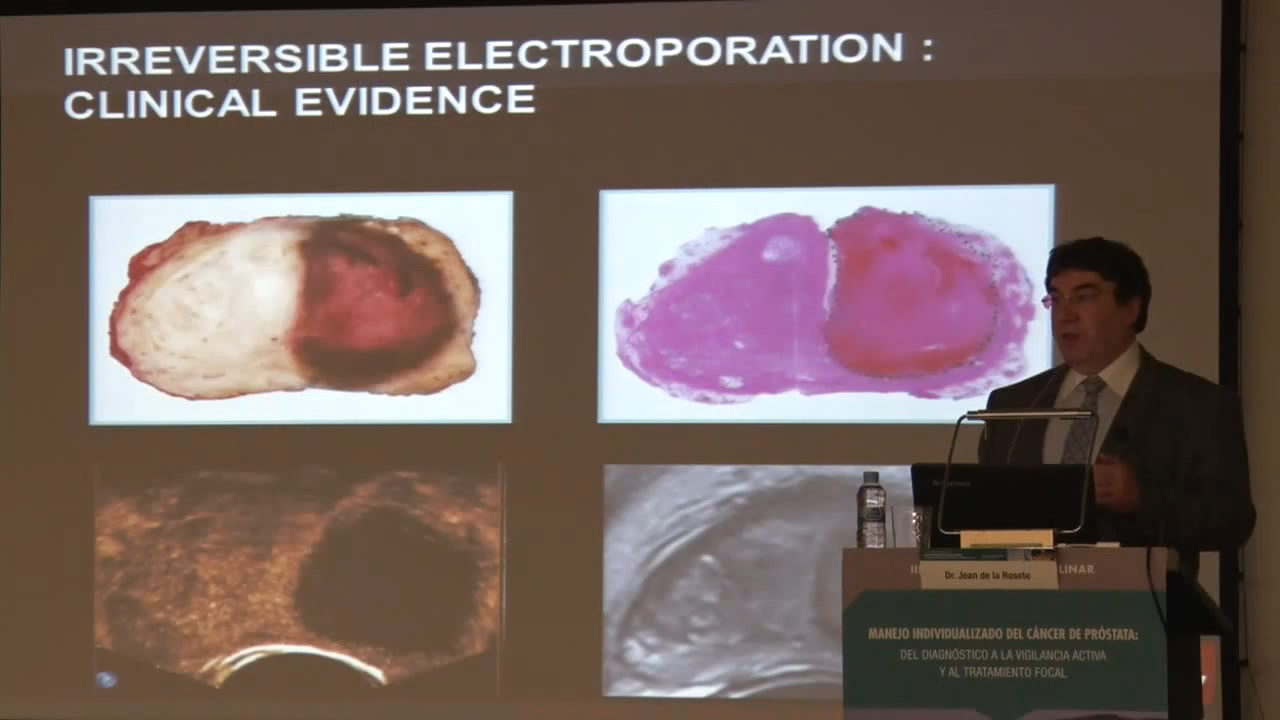 IRREVERSIBLE ELECTROPORATION :
CLINICAL EVIDENCE
Dr. Jean de la Rosete
LINAR
MANEJO INDIVIDUALIZADO DEL CÁNCER DE PRÓSTATA:
DEL DIAGNÓSTICO A LA VIGILANCIA ACTIVA
Y AL TRATAMIENTO FOCAL